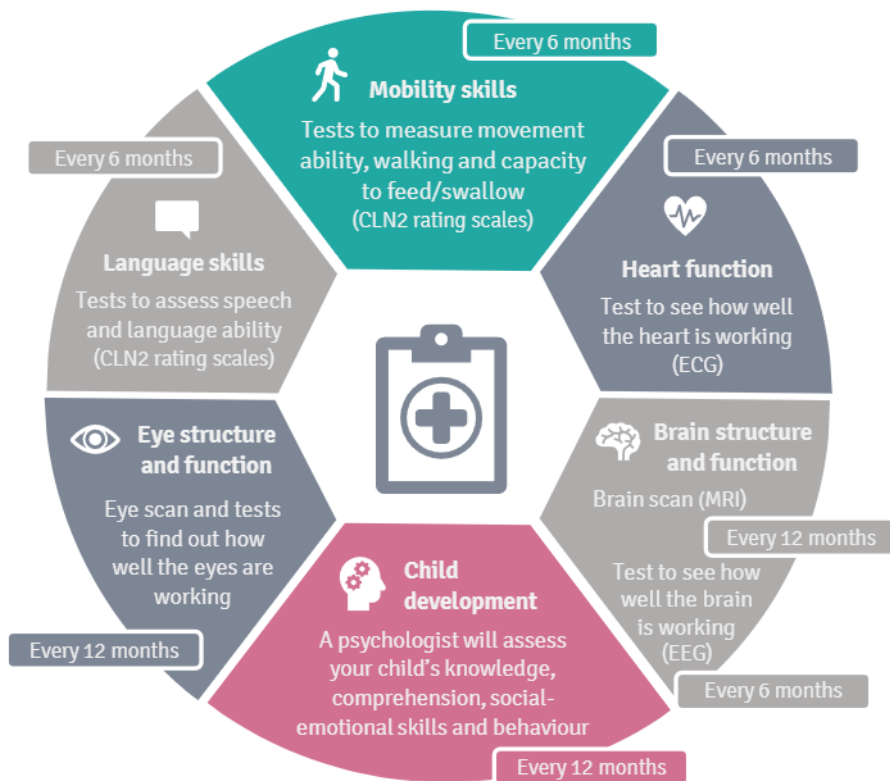 Every 6 months
Mobility skills
Tests to measure movement
ability, walking and capacity
to feed/swallow
(CLN2 rating scales)
Every 6 months
Heart function
Test to see how well
the heart is working
(ECG)
Brain structure
and function
Brain scan (MRI)
Every 12 months
Test to see how
well the brain
is working
(EEG)
Every 6 months
Child
development
A psychologist will assess
your child's knowledge,
comprehension, social-
emotional skills and behaviour
Every 12 months
Eye structure
and function
Eye scan and tests
to find out how
well the eyes are
working
Every 12 months
Every 6 months
Language skills
Tests to assess speech
and language ability
(CLN2 rating scales)